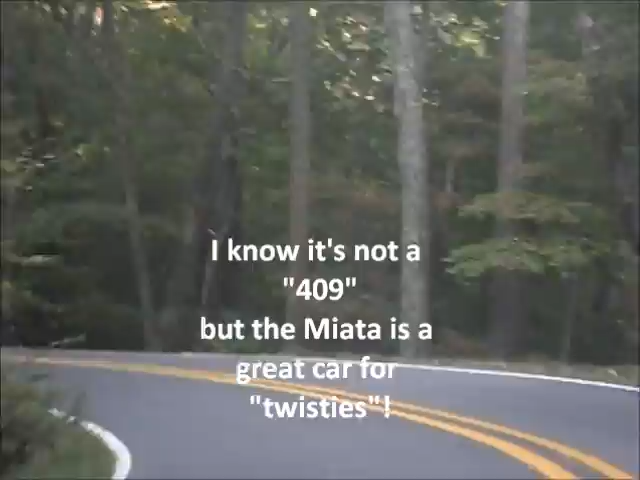 I know it's not a
"409"
but the Miata is a
great car for
"twisties"!